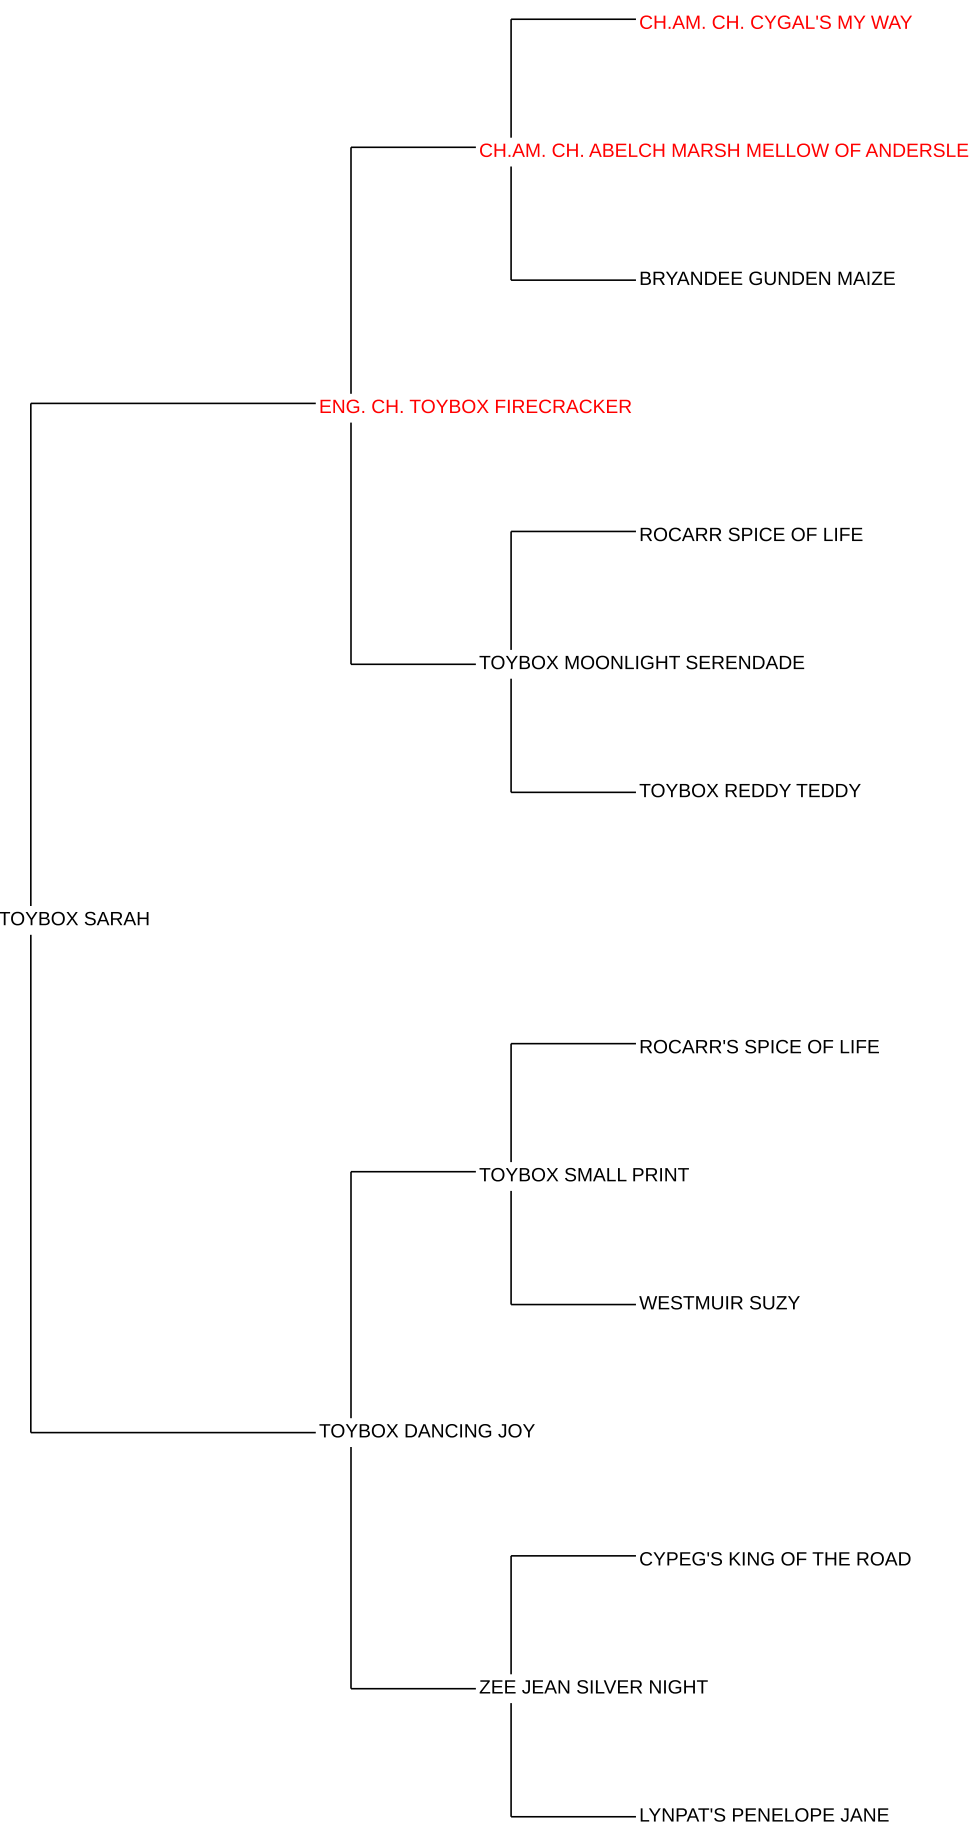 CH.AM. CH. CYGAL'S MY WAY
CH.AM. CH. ABELCH MARSH MELLOW OF ANDERSLE
BRYANDEE GUNDEN MAIZE
ENG. CH. TOYBOX FIRECRACKER
ROCARR SPICE OF LIFE
TOYBOX MOONLIGHT SERENDADE
TOYBOX REDDY TEDDY
TOYBOX SARAH
ROCARR'S SPICE OF LIFE
TOYBOX SMALL PRINT
WESTMUIR SUZY
TOYBOX DANCING JOY
CYPEG'S KING OF THE ROAD
ZEE JEAN SILVER NIGHT
LYNPAT'S PENELOPE JANE